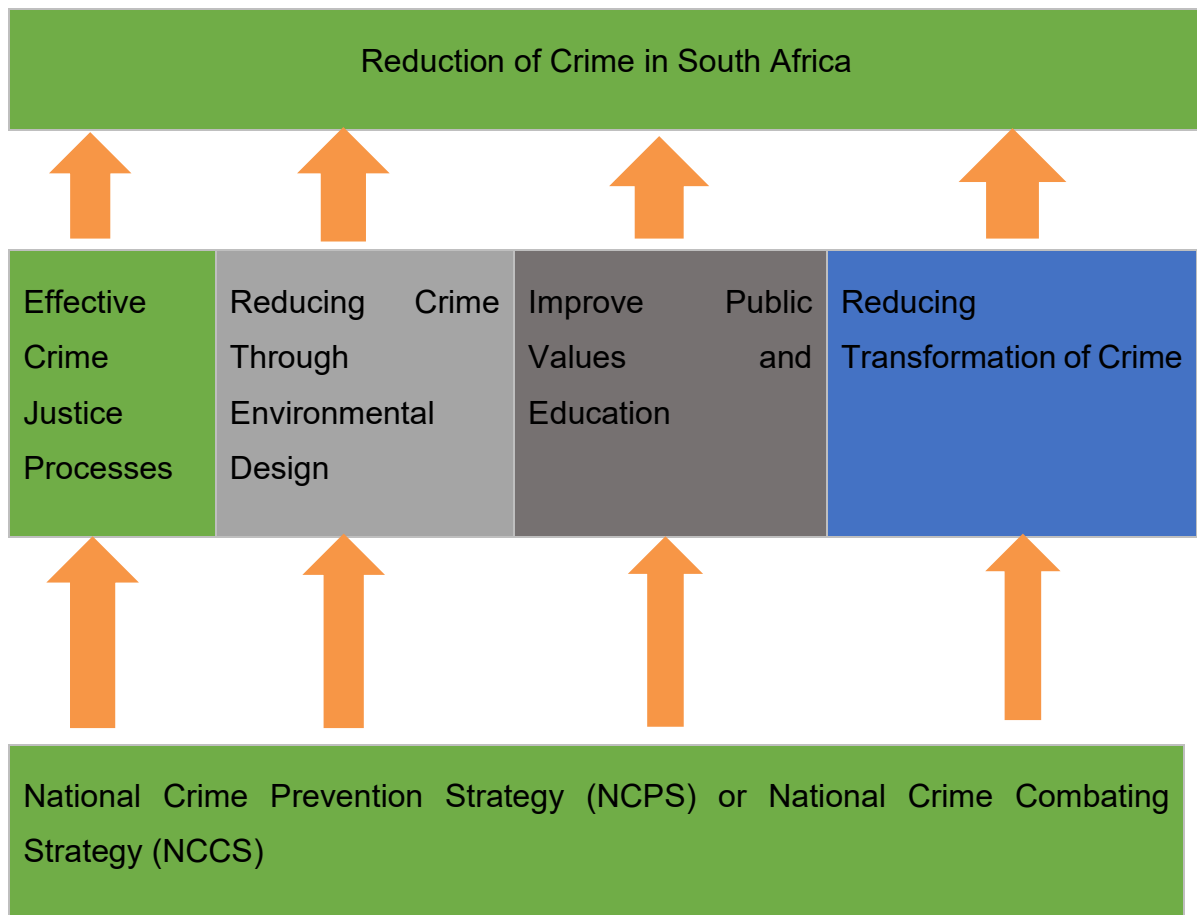 Reduction of Crime in South Africa
Effective
Crime
Justice
Processes
Reducing Crime
Through
Environmental
Design
Improve Public
Values and
Education
Reducing
Transformation of Crime
National Crime Prevention Strategy (NCPS) or National Crime Combating
Strategy (NCCS)